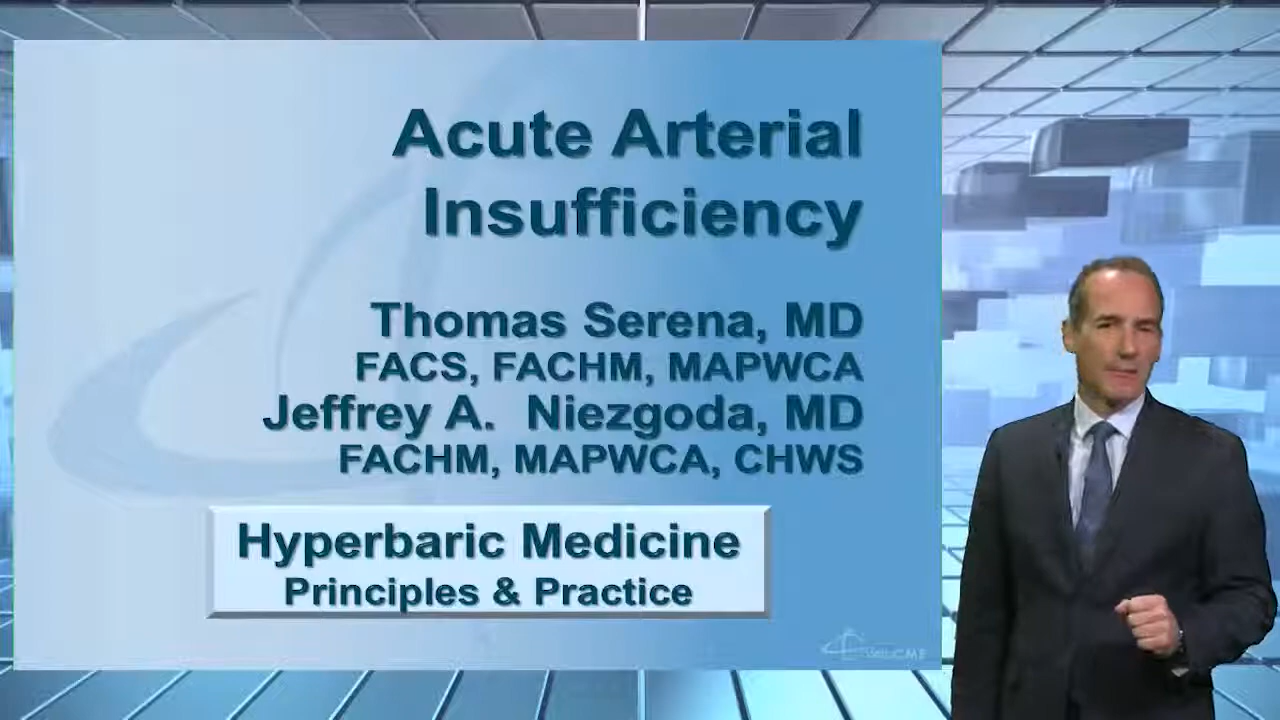 Acute Arterial
Insufficiency
Thomas Serena, MD
FACS, FACHM, MAPWCA
Jeffrey A. Niezgoda, MD
FACHM, MAPWCA, CHWS
Hyperbaric Medicine
Principles & Practice